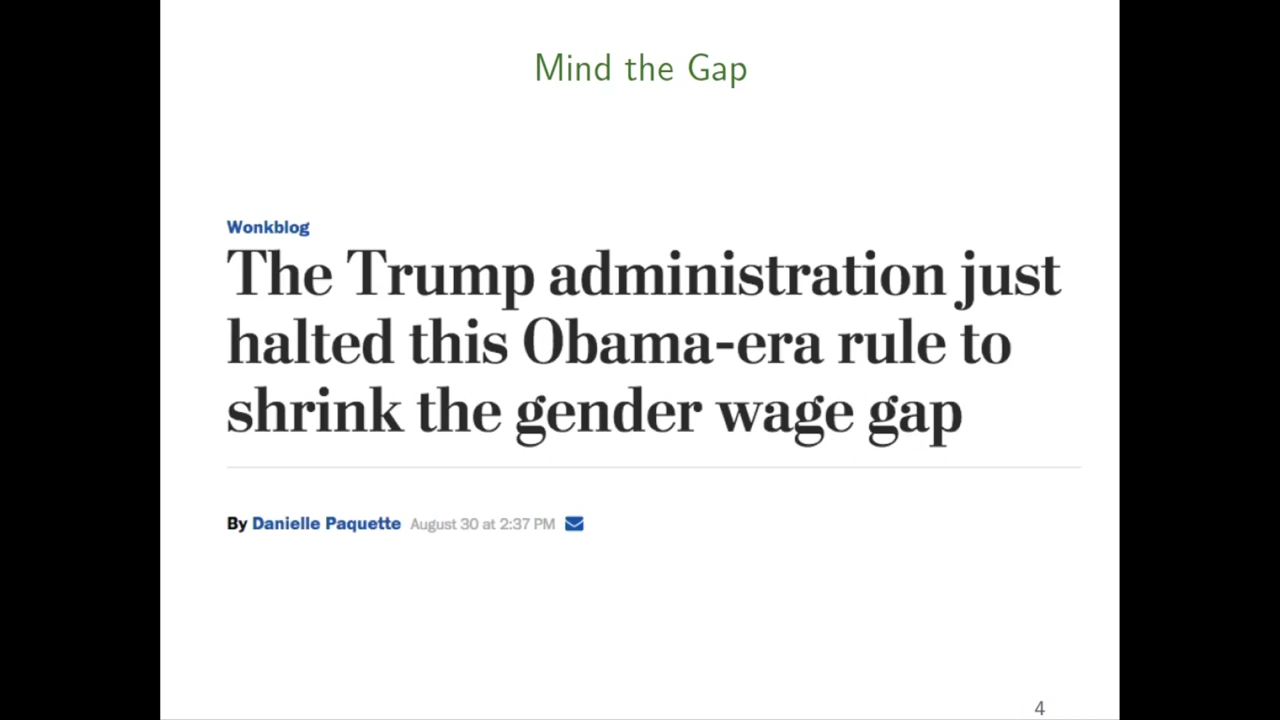 Mind the Gap
Wonkblog
The Trump administration just
halted this Obama-era rule to
shrink the gender wage gap
By Danielle Paquette August 30 at 2:37 PM
4